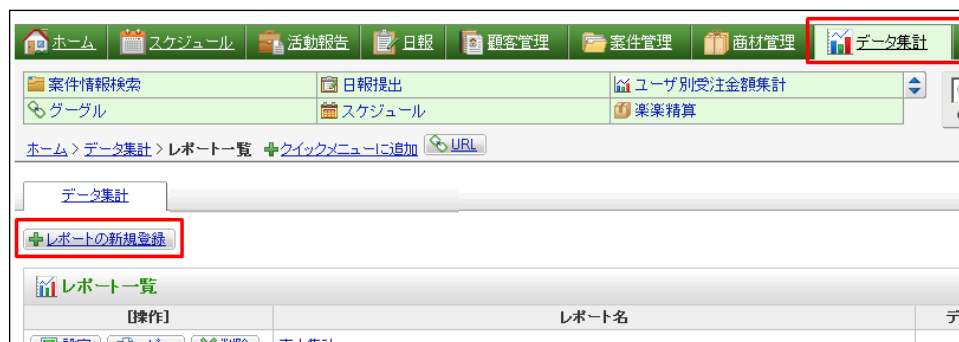 ホーム スケジュール 活動報告 日報 顧客管理 案件管理 商材管理 データ集計
案件情報検索 日報提出 ユーザ別受注金額集計
グーグル スケジュール 楽楽精算
ホーム > データ集計 > レポート一覧 クイックメニューに追加 URL
データ集計
レポートの新規登録
レポート一覧
[操作] レポート名